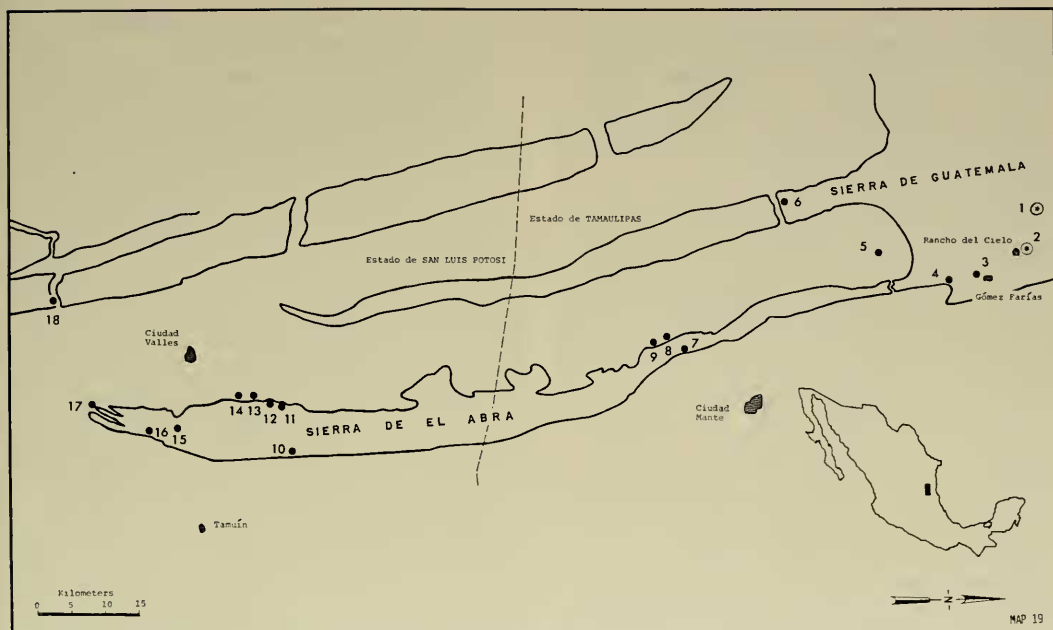 SIERRA DE GUATEMALA
6
1
Estado de TAMAULIPAS
Rancho del Cielo
2
5
Estado de SAN LUIS POTOSI
3
4
Gómez Farías
18
Ciudad
Valles
9
8
7
17
14
13
12
11
SIERRA DE EL ABRA
Ciudad
Mante
16
15
10
Tamuín
Kilometers
0 5 10 15
N
MAP 19